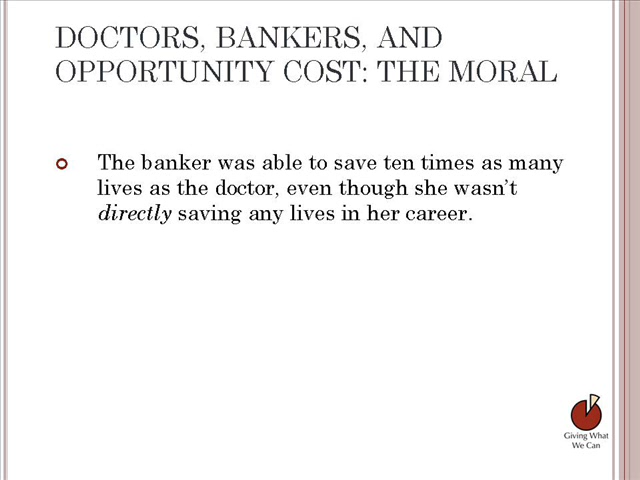 DOCTORS, BANKERS, AND
OPPORTUNITY COST: THE MORAL
The banker was able to save ten times as many
lives as the doctor, even though she wasn’t
directly saving any lives in her career.
Giving What
We Can